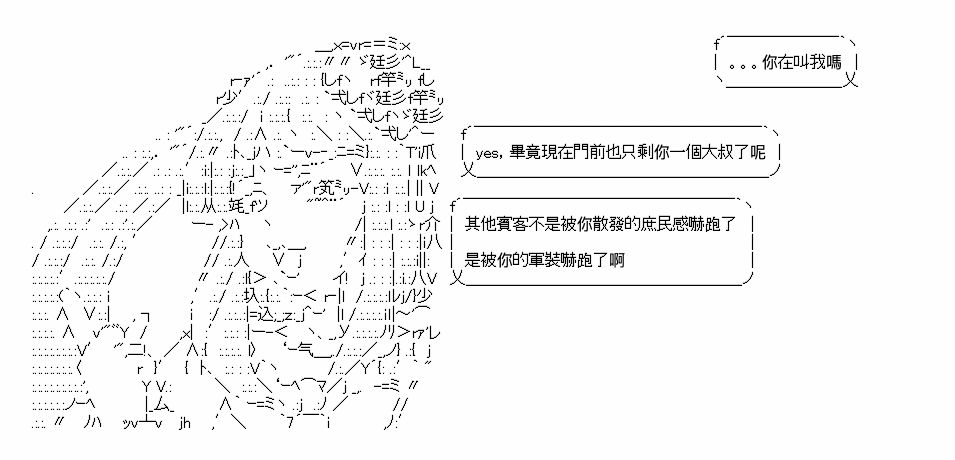 。。。你在叫我嗎
yes，畢竟現在門前也只剩你一個大叔了呢
其他賓客不是被你散發的庶民感嚇跑了
是被你的軍裝嚇跑了啊